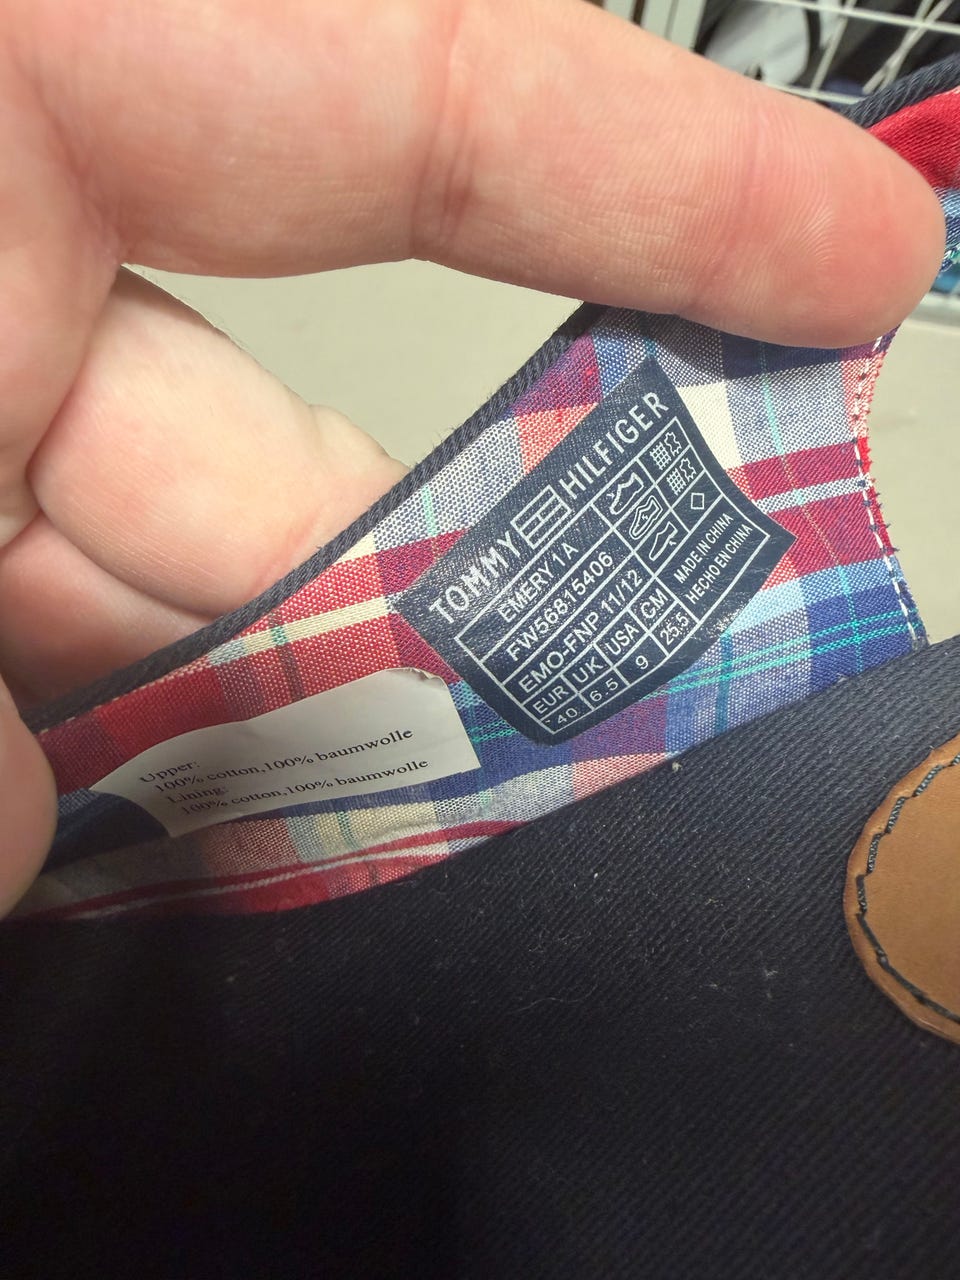 TOMMY HILFIGER
EMERY 1A
FW56815406
EMO-FNP 11/12
EUR UK USA CM
40 6.5 9 25.5
MADE IN CHINA
HECHO EN CHINA
Upper:
100% cotton,100% baumwolle
Lining:
100% cotton,100% baumwolle